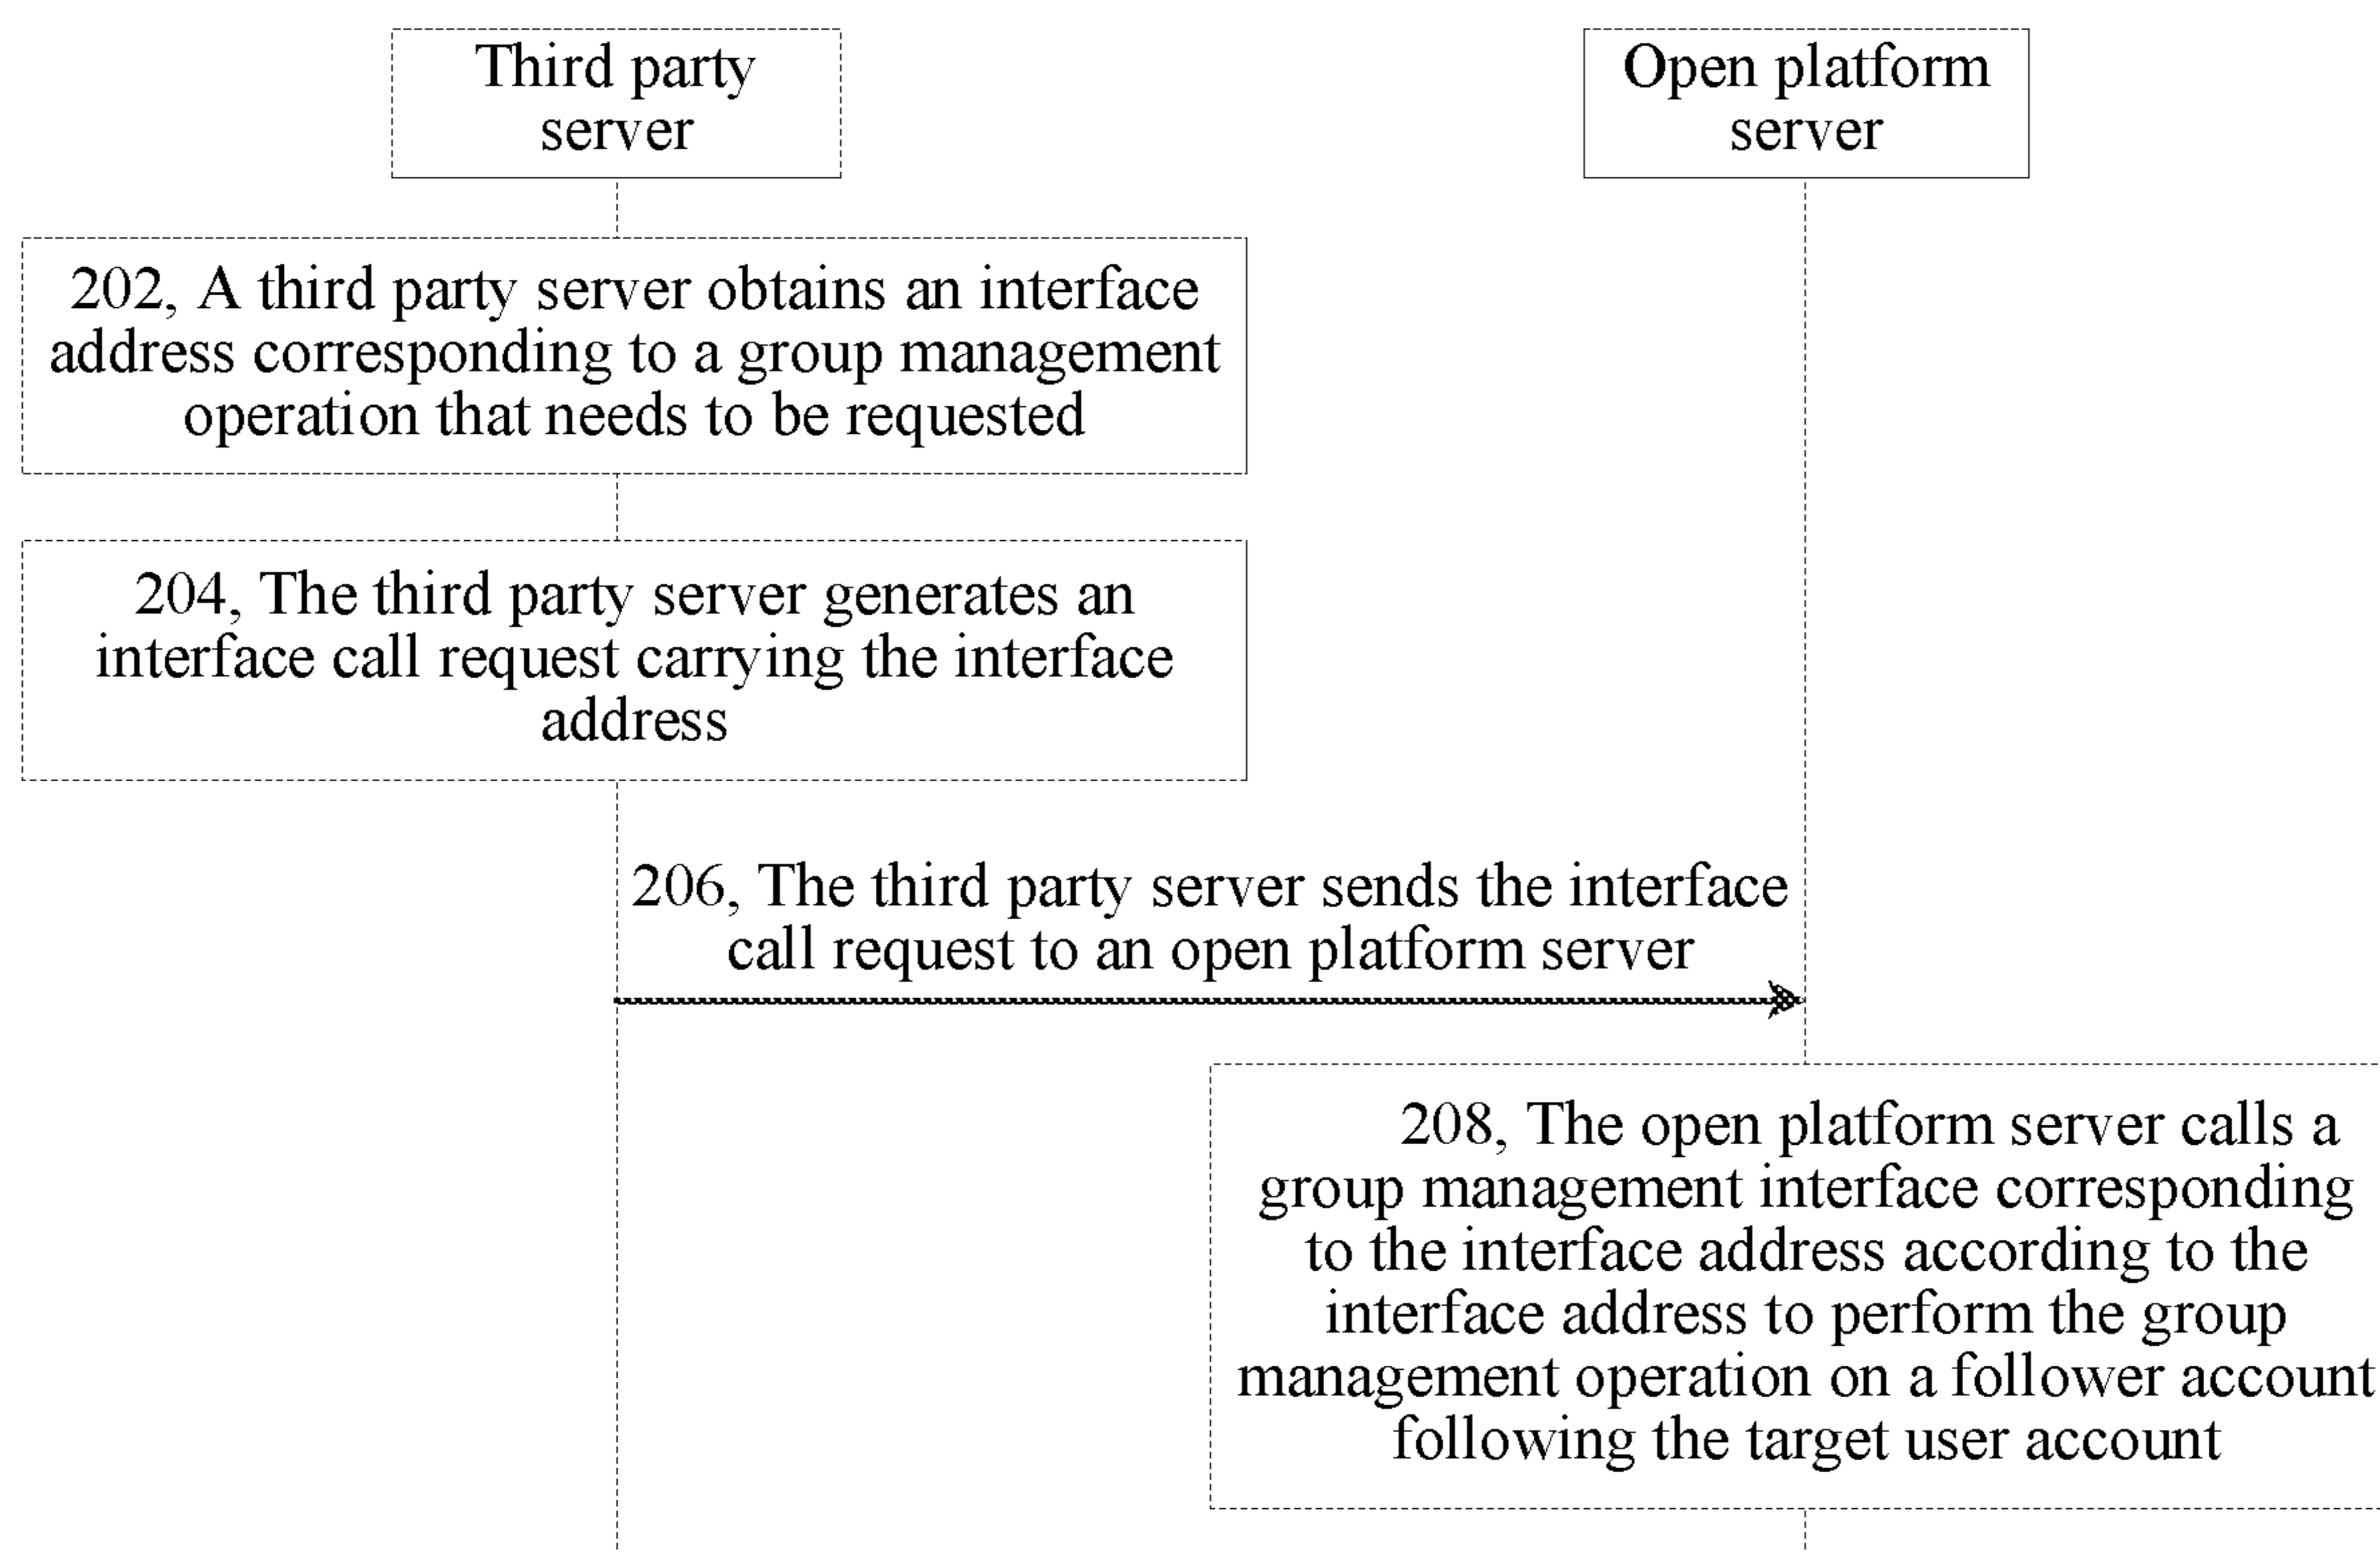 Third party
server
Open platform
server
202, A third party server obtains an interface
address corresponding to a group management
operation that needs to be requested
204, The third party server generates an
interface call request carrying the interface
address
206, The third party server sends the interface
call request to an open platform server
208, The open platform server calls a
group management interface corresponding
to the interface address according to the
interface address to perform the group
management operation on a follower account
following the target user account